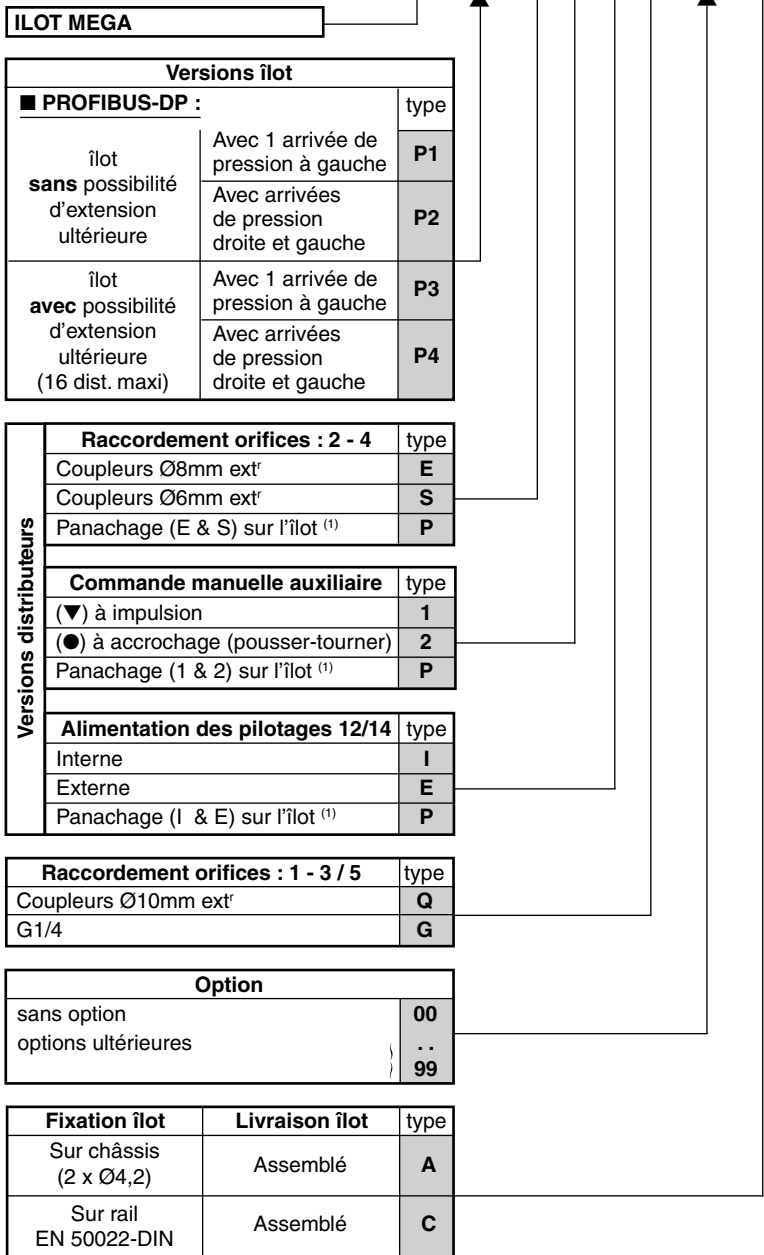 ILOT MEGA
Versions îlot
■ PROFIBUS-DP :
type
îlot
sans possibilité
d'extension
ultérieure
Avec 1 arrivée de
pression à gauche
P1
Avec arrivées
de pression
droite et gauche
P2
îlot
avec possibilité
d'extension
ultérieure
(16 dist. maxi)
Avec 1 arrivée de
pression à gauche
P3
Avec arrivées
de pression
droite et gauche
P4
Versions distributeurs
Raccordement orifices : 2 - 4 type
Coupleurs Ø8mm extʳ E
Coupleurs Ø6mm extʳ S
Panachage (E & S) sur l'îlot (1) P
Commande manuelle auxiliaire type
(▼) à impulsion 1
(●) à accrochage (pousser-tourner) 2
Panachage (1 & 2) sur l'îlot (1) P
Alimentation des pilotages 12/14 type
Interne I
Externe E
Panachage (I & E) sur l'îlot (1) P
Raccordement orifices : 1 - 3 / 5 type
Coupleurs Ø10mm extʳ Q
G1/4 G
Option
sans option 00
options ultérieures . .
99
Fixation îlot Livraison îlot type
Sur châssis
(2 x Ø4,2)
Assemblé A
Sur rail
EN 50022-DIN
Assemblé C